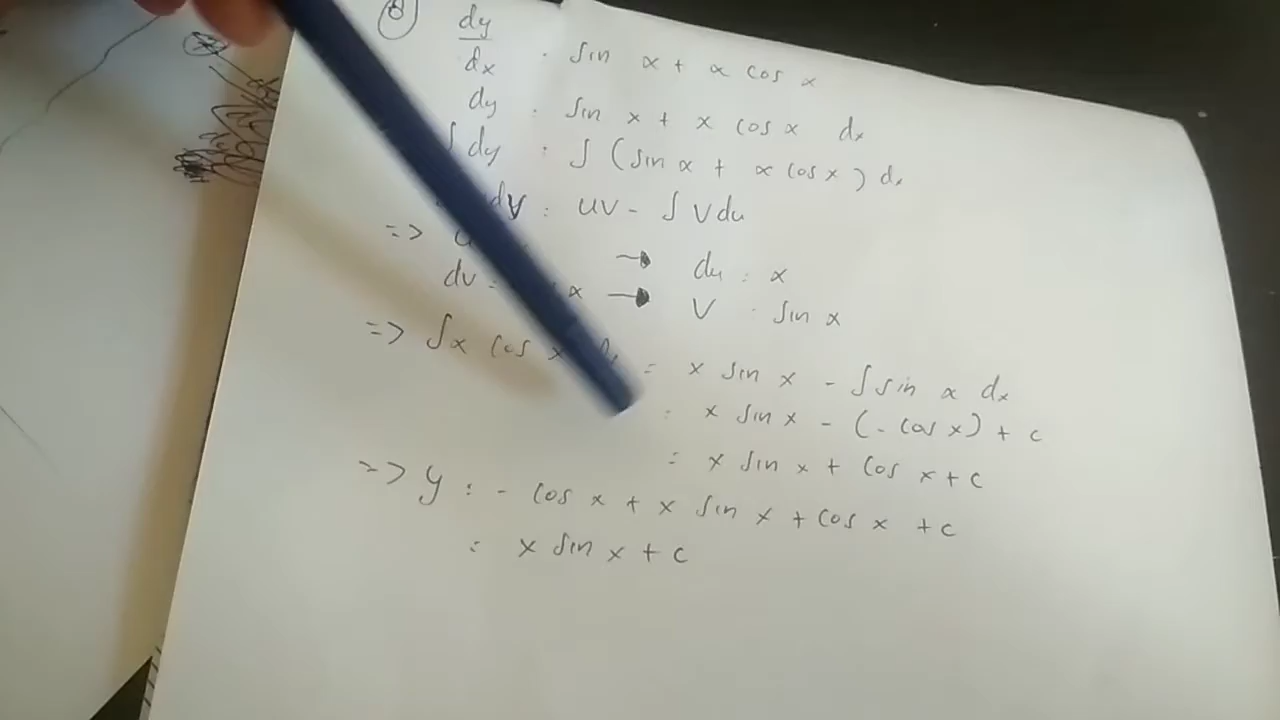 8 dy/dx = sin x + x cos x
dy = sin x + x cos x dx
∫ dy = ∫ (sin x + x cos x) dx
dv = uv - ∫ v du
=> u → du = x
dv = x → v = sin x
=> ∫ x cos x dx = x sin x - ∫ sin x dx
= x sin x - (- cos x) + c
= x sin x + cos x + c
=> y = - cos x + x sin x + cos x + c
= x sin x + c